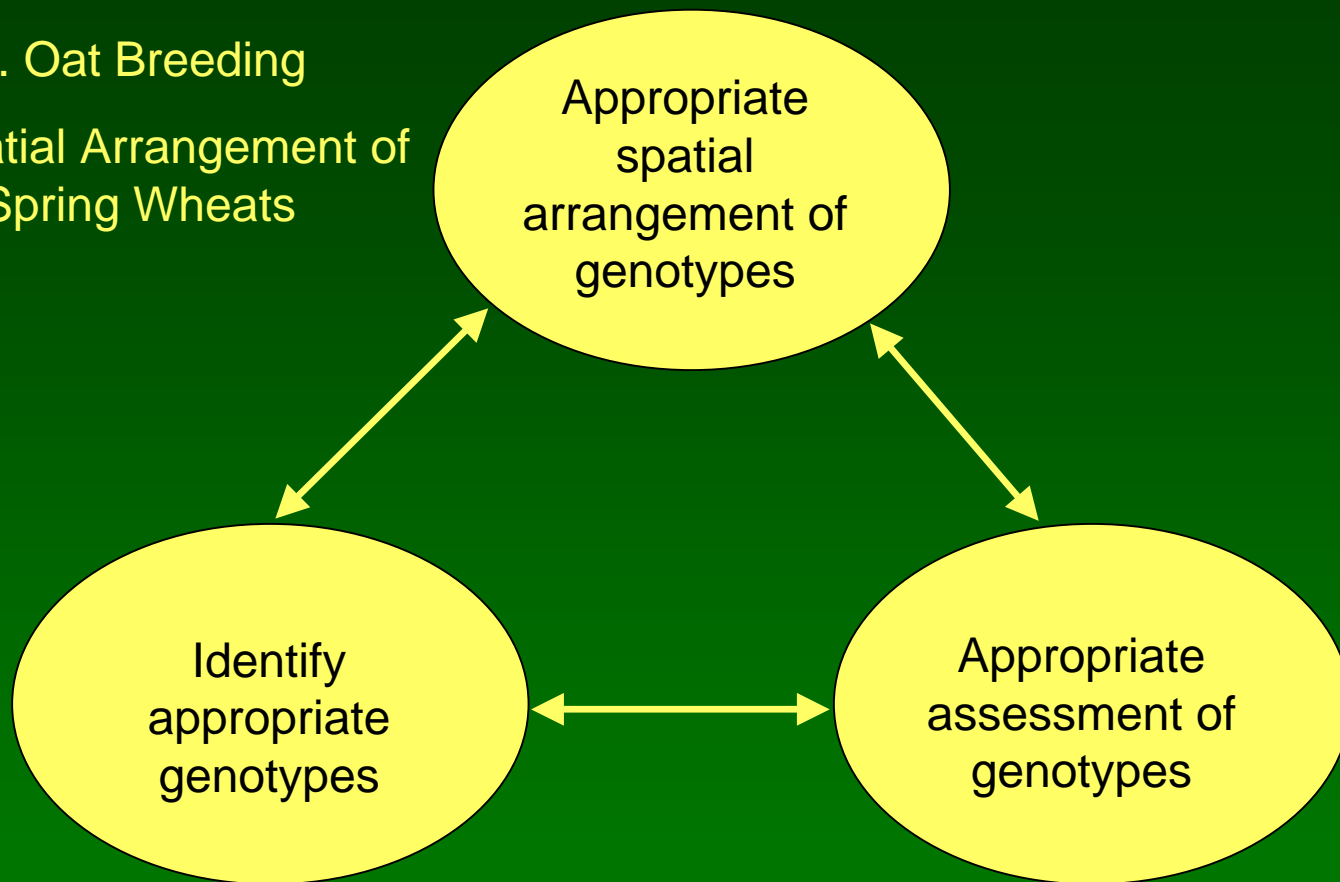 . Oat Breeding
atial Arrangement of
Spring Wheats
Appropriate
spatial
arrangement of
genotypes
Identify
appropriate
genotypes
Appropriate
assessment of
genotypes